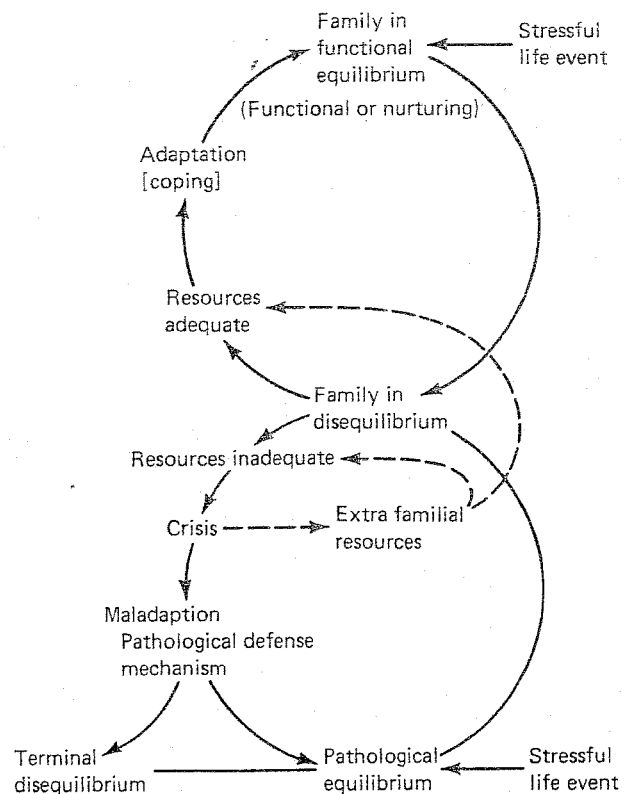 Family in
functional
equilibrium
Stressful
life event
(Functional or nurturing)
Adaptation
[coping]
Resources
adequate
Family in
disequilibrium
Resources inadequate
Crisis
Extra familial
resources
Maladaption
Pathological defense
mechanism
Terminal
disequilibrium
Pathological
equilibrium
Stressful
life event